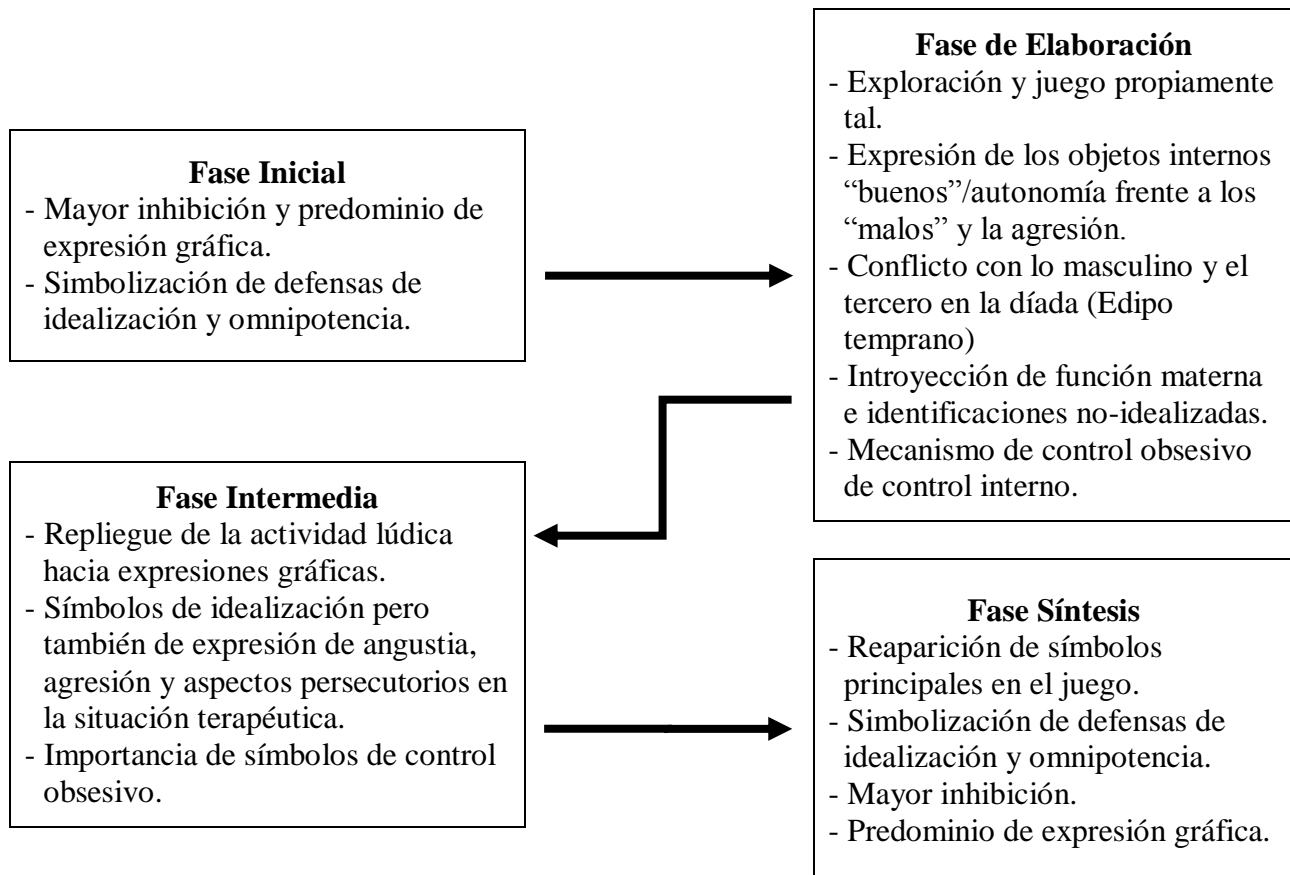 Fase Inicial
- Mayor inhibición y predominio de
expresión gráfica.
- Simbolización de defensas de
idealización y omnipotencia.
Fase de Elaboración
- Exploración y juego propiamente
tal.
- Expresión de los objetos internos
“buenos”/autonomía frente a los
“malos” y la agresión.
- Conflicto con lo masculino y el
tercero en la díada (Edipo
temprano)
- Introyección de función materna
e identificaciones no-idealizadas.
- Mecanismo de control obsesivo
de control interno.
Fase Intermedia
- Repliegue de la actividad lúdica
hacia expresiones gráficas.
- Símbolos de idealización pero
también de expresión de angustia,
agresión y aspectos persecutorios en
la situación terapéutica.
- Importancia de símbolos de control
obsesivo.
Fase Síntesis
- Reaparición de símbolos
principales en el juego.
- Simbolización de defensas de
idealización y omnipotencia.
- Mayor inhibición.
- Predominio de expresión gráfica.